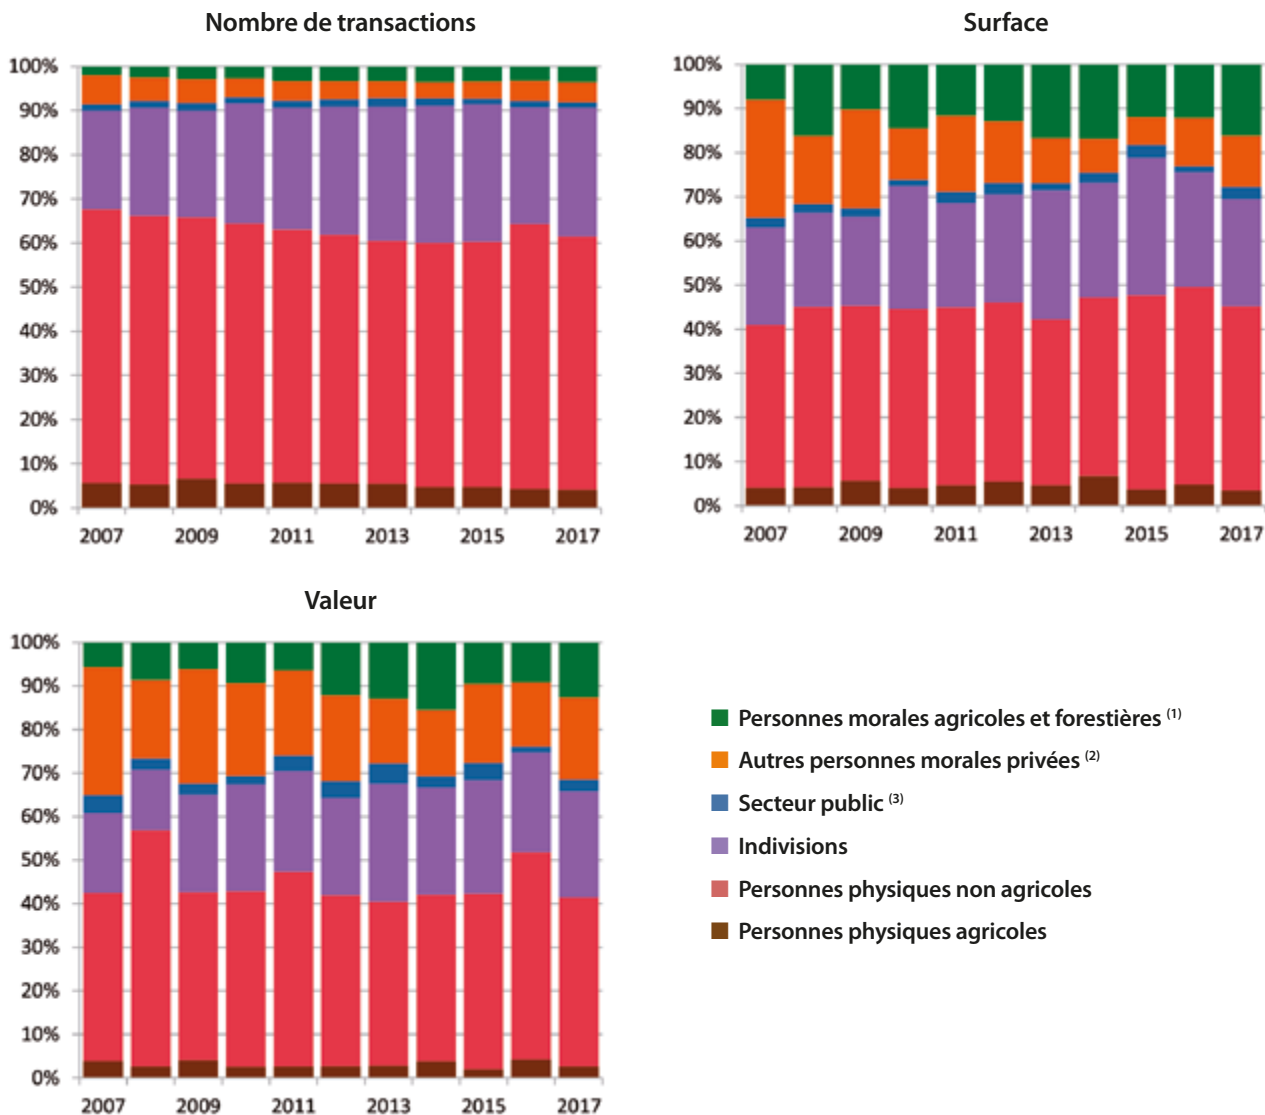 Nombre de transactions
100%
90%
80%
70%
60%
50%
40%
30%
20%
10%
0%
2007 2009 2011 2013 2015 2017
Surface
100%
90%
80%
70%
60%
50%
40%
30%
20%
10%
0%
2007 2009 2011 2013 2015 2017
Valeur
100%
90%
80%
70%
60%
50%
40%
30%
20%
10%
0%
2007 2009 2011 2013 2015 2017
Personnes morales agricoles et forestières (1)
Autres personnes morales privées (2)
Secteur public (3)
Indivisions
Personnes physiques non agricoles
Personnes physiques agricoles